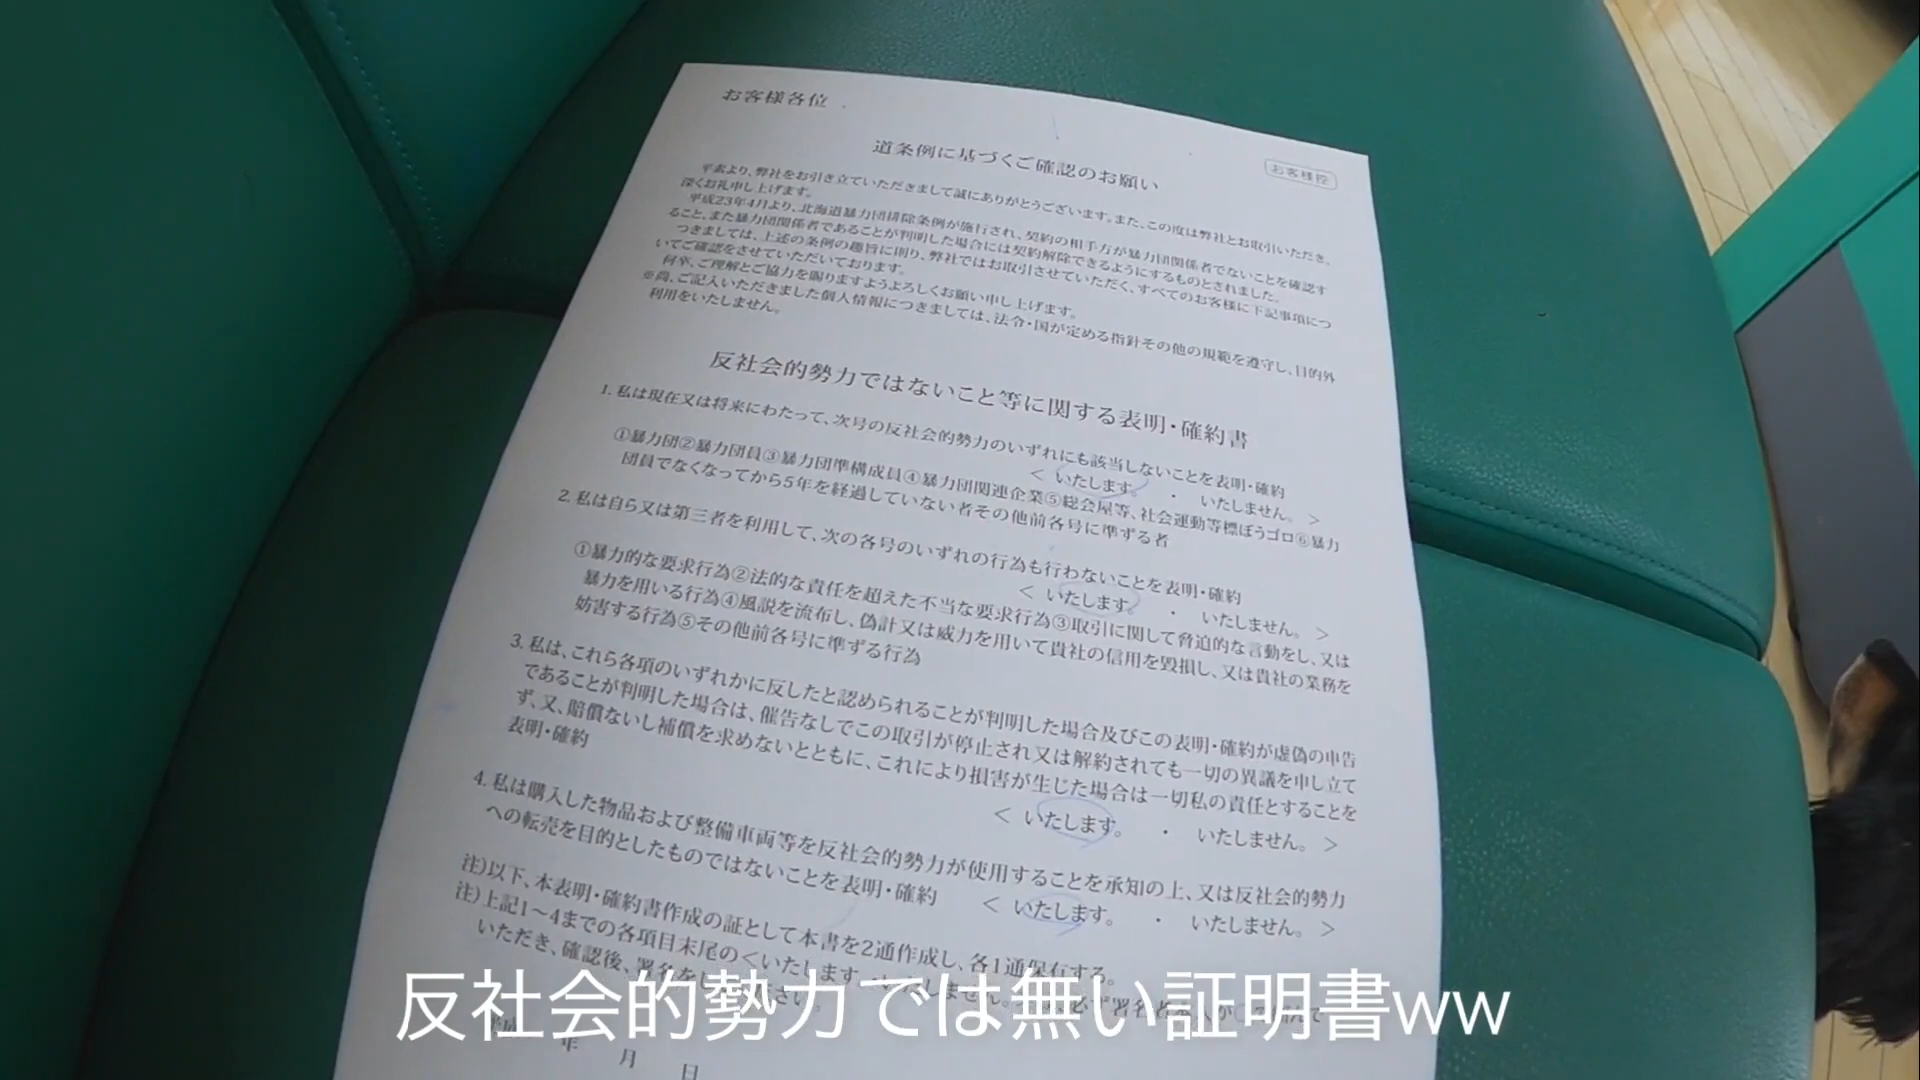 お客様各位
道条例に基づくご確認のお願い
お客様控
平素より、弊社をお引き立ていただきまして誠にありがとうございます。また、この度は弊社とお取引いただき、
深くお礼申し上げます。
平成23年4月より、北海道暴力団排除条例が施行され、契約の相手方が暴力団関係者でないことを確認す
ること、また暴力団関係者であることが判明した場合には契約解除できるようにするものとされました。
つきましては、上述の条例の趣旨に則り、弊社ではお取引させていただく、すべてのお客様に下記事項につ
いてご確認をさせていただいております。
何卒、ご理解とご協力を賜りますようよろしくお願い申し上げます。
※尚、ご記入いただきました個人情報につきましては、法令・国が定める指針その他の規範を遵守し、目的外
利用をいたしません。
反社会的勢力ではないこと等に関する表明・確約書
1. 私は現在又は将来にわたって、次号の反社会的勢力のいずれにも該当しないことを表明・確約
< いたします。 ・ いたしません。 >
①暴力団②暴力団員③暴力団準構成員④暴力団関連企業⑤総会屋等、社会運動等標ぼうゴロ⑥暴力
団員でなくなってから5年を経過していない者その他前各号に準ずる者
2. 私は自ら又は第三者を利用して、次の各号のいずれの行為も行わないことを表明・確約
< いたします。 ・ いたしません。 >
①暴力的な要求行為②法的な責任を超えた不当な要求行為③取引に関して脅迫的な言動をし、又は
暴力を用いる行為④風説を流布し、偽計又は威力を用いて貴社の信用を毀損し、又は貴社の業務を
妨害する行為⑤その他前各号に準ずる行為
3. 私は、これら各項のいずれかに反したと認められることが判明した場合及びこの表明・確約が虚偽の申告
であることが判明した場合は、催告なしでこの取引が停止され又は解約されても一切の異議を申し立て
ず、又、賠償ないし補償を求めないとともに、これにより損害が生じた場合は一切私の責任とすることを
表明・確約
< いたします。 ・ いたしません。 >
4. 私は購入した物品および整備車両等を反社会的勢力が使用することを承知の上、又は反社会的勢力
への転売を目的としたものではないことを表明・確約 < いたします。 ・ いたしません。 >
注)以下、本表明・確約書作成の証として本書を2通作成し、各1通保有する。
注)上記1〜4までの各項目末尾の<いたします
いただき、確認後、署名を
年 月 日
反社会的勢力では無い証明書ww